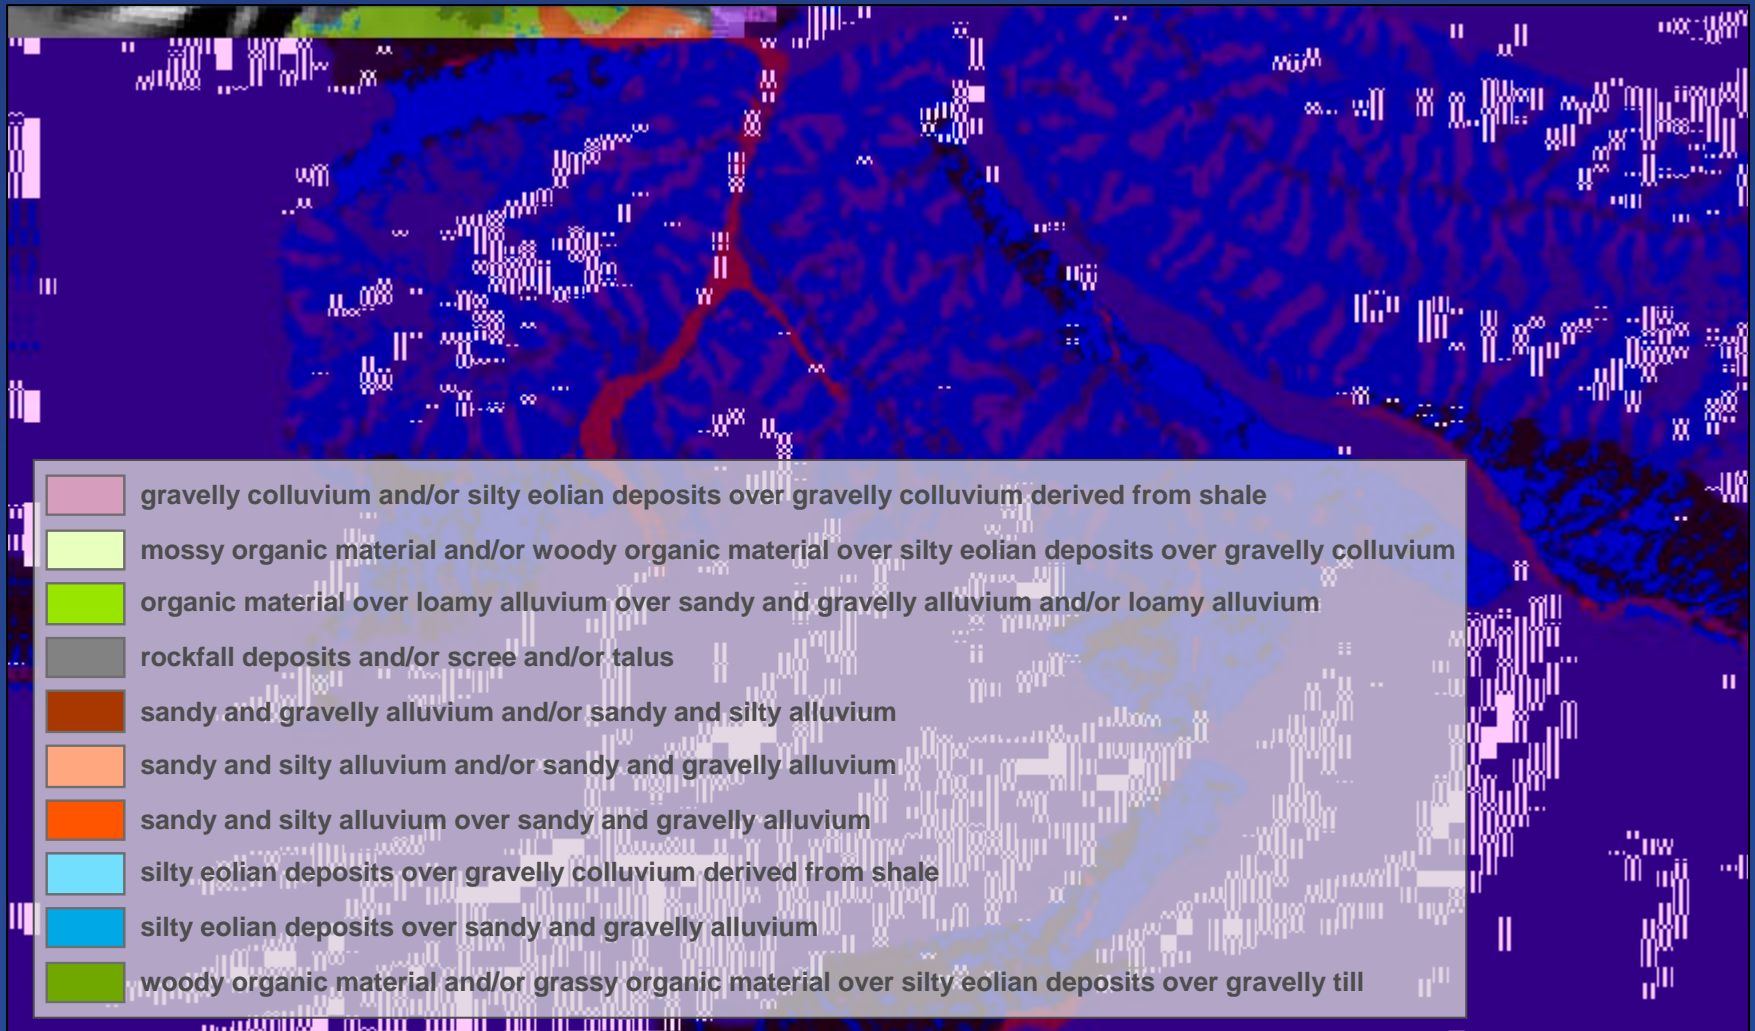 gravelly colluvium and/or silty eolian deposits over gravelly colluvium derived from shale
mossy organic material and/or woody organic material over silty eolian deposits over gravelly colluvium
organic material over loamy alluvium over sandy and gravelly alluvium and/or loamy alluvium
rockfall deposits and/or scree and/or talus
sandy and gravelly alluvium and/or sandy and silty alluvium
sandy and silty alluvium and/or sandy and gravelly alluvium
sandy and silty alluvium over sandy and gravelly alluvium
silty eolian deposits over gravelly colluvium derived from shale
silty eolian deposits over sandy and gravelly alluvium
woody organic material and/or grassy organic material over silty eolian deposits over gravelly till